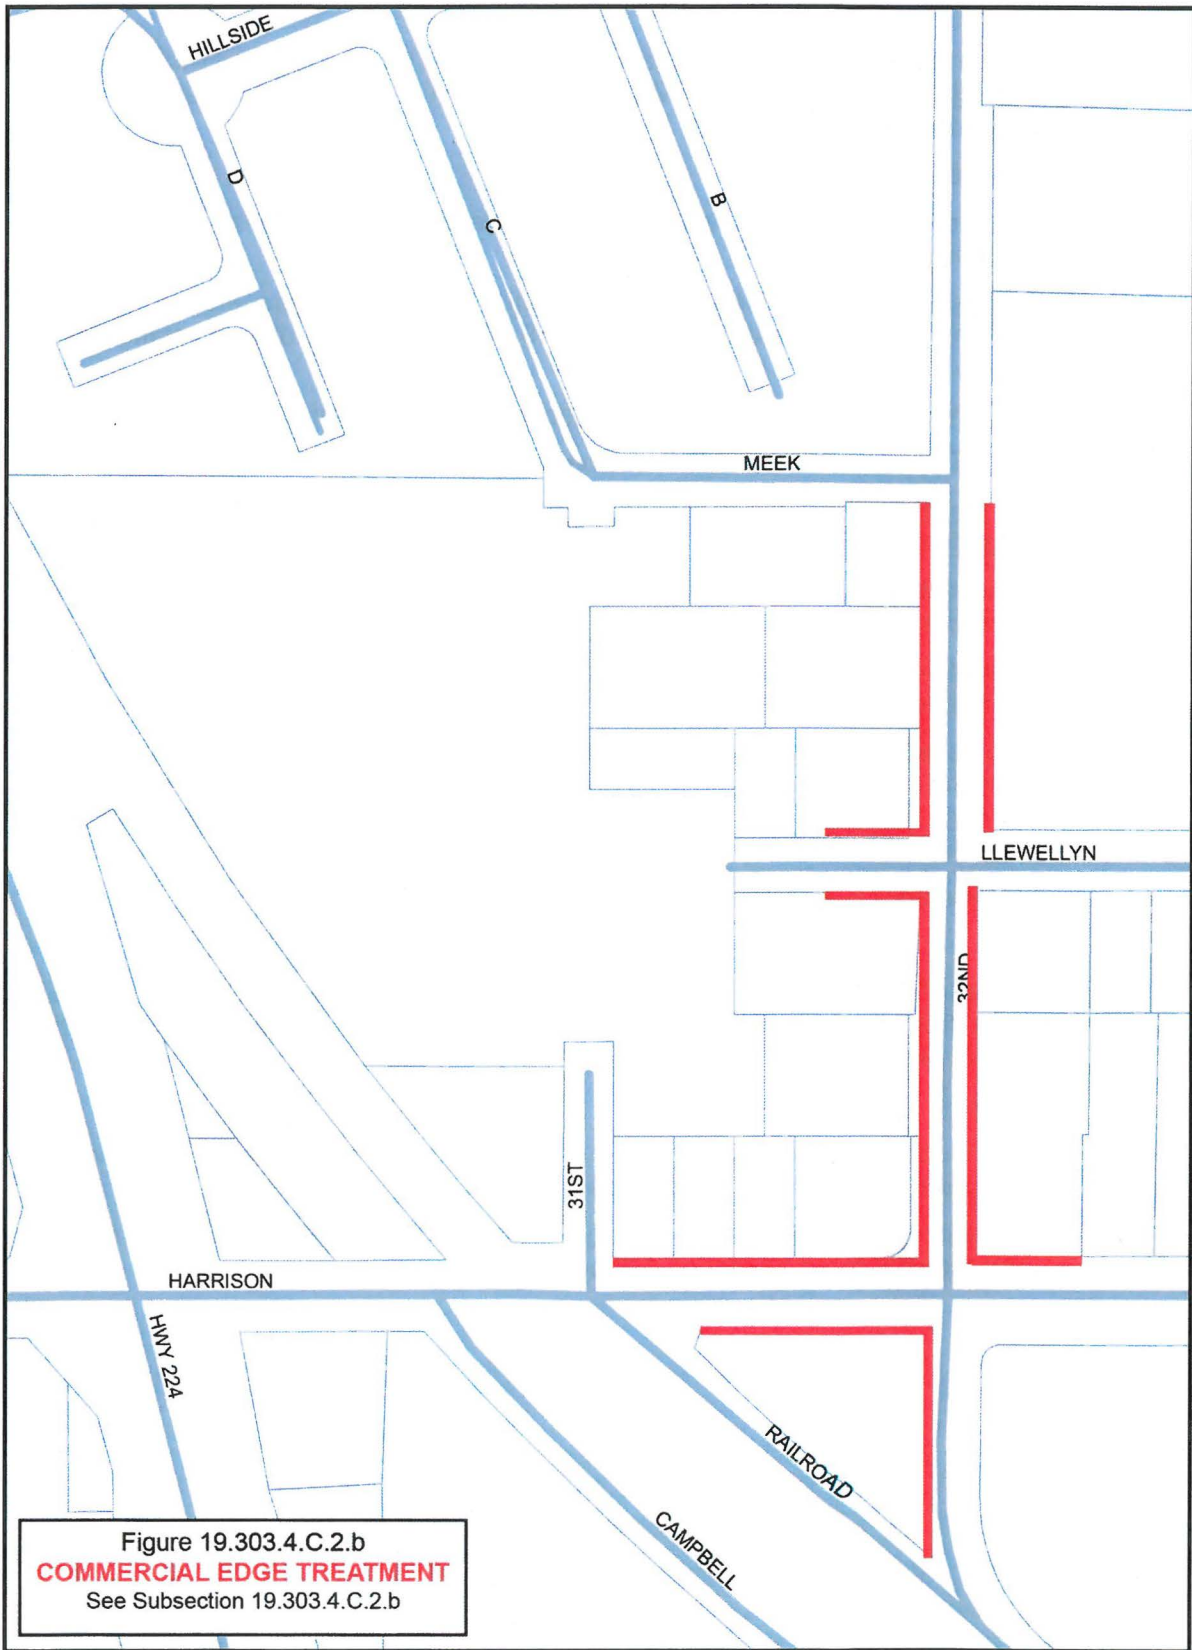 HILLSIDE
D
C
B
MEEK
LLEWELLYN
32ND
31ST
HARRISON
HWY 224
RAILROAD
CAMPBELL
Figure 19.303.4.C.2.b
COMMERCIAL EDGE TREATMENT
See Subsection 19.303.4.C.2.b